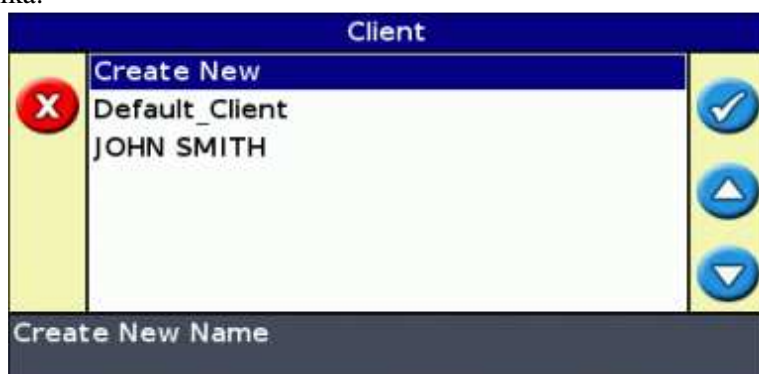 Client
Create New
Default_Client
JOHN SMITH
Create New Name